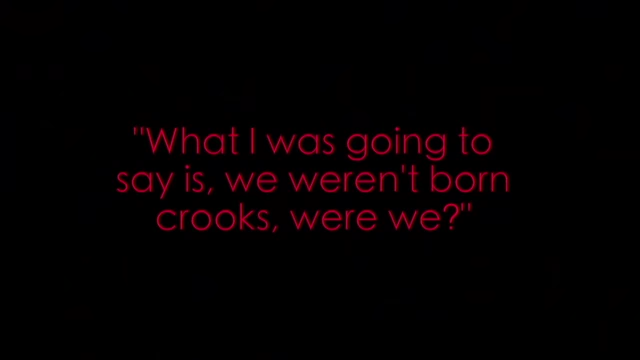 "What I was going to
say is, we weren't born
crooks, were we?"